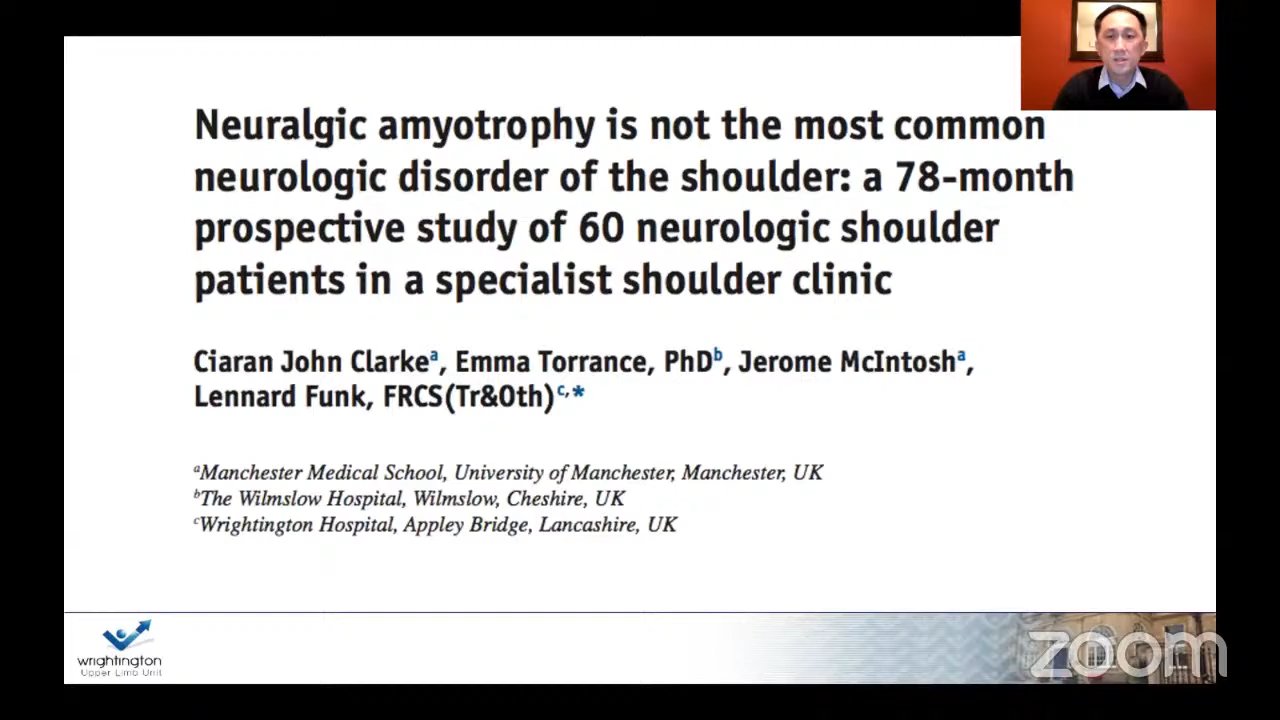 Neuralgic amyotrophy is not the most common
neurologic disorder of the shoulder: a 78-month
prospective study of 60 neurologic shoulder
patients in a specialist shoulder clinic
Ciaran John Clarkeᵃ, Emma Torrance, PhDᵇ, Jerome McIntoshᵃ,
Lennard Funk, FRCS(Tr&Oth)ᶜ,*
ᵃManchester Medical School, University of Manchester, Manchester, UK
ᵇThe Wilmslow Hospital, Wilmslow, Cheshire, UK
ᶜWrightington Hospital, Appley Bridge, Lancashire, UK
wrightington
Upper Limb Unit
zoom